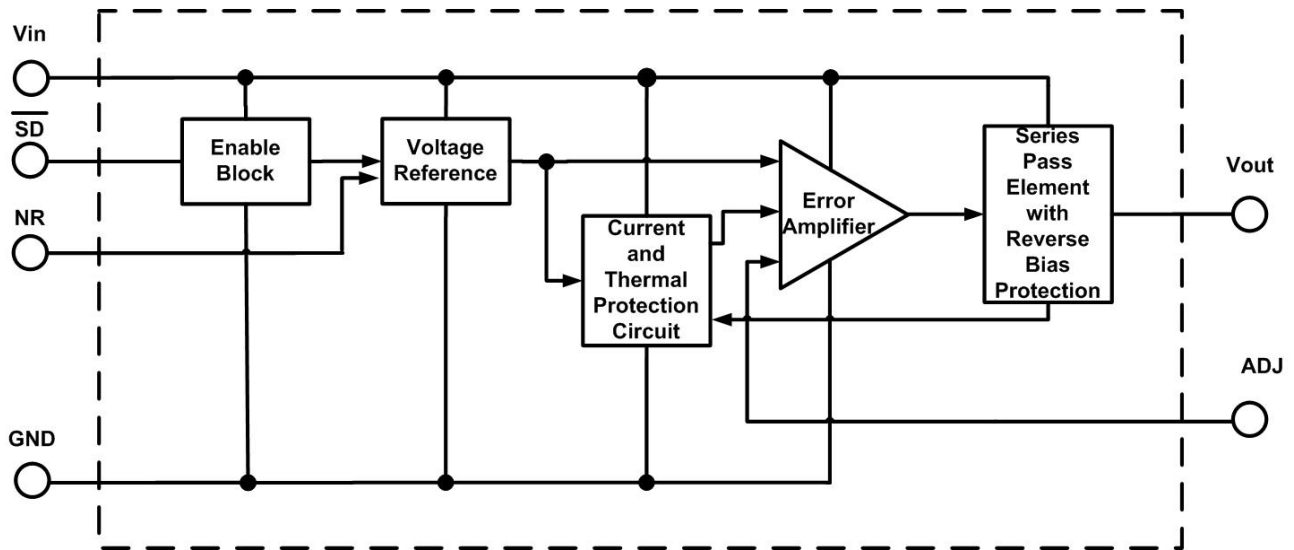 Vin
SD
NR
GND
Enable
Block
Voltage
Reference
Current
and
Thermal
Protection
Circuit
Error
Amplifier
Series
Pass
Element
with
Reverse
Bias
Protection
Vout
ADJ